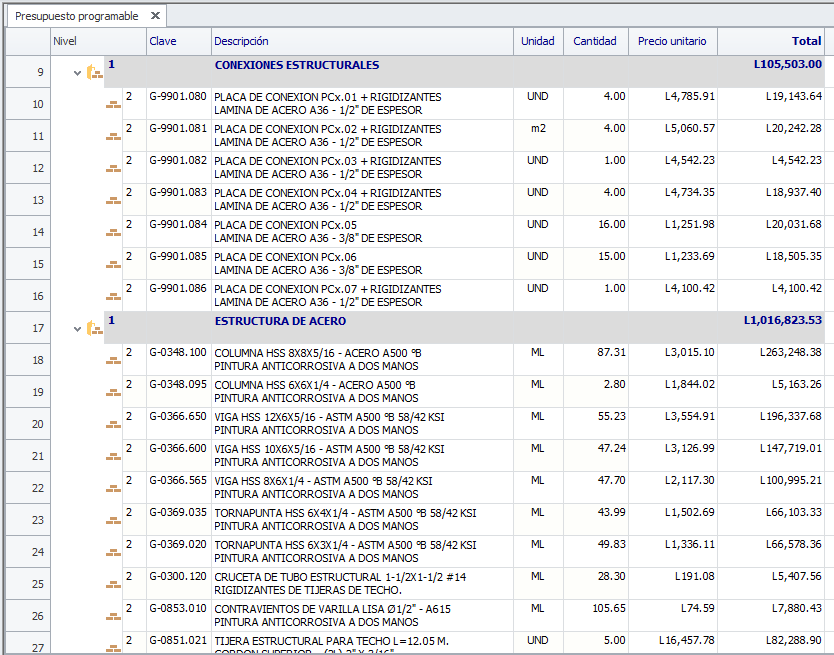 Presupuesto programable
Nivel Clave Descripción Unidad Cantidad Precio unitario Total
9 1 CONEXIONES ESTRUCTURALES L105,503.00
10 2 G-9901.080 PLACA DE CONEXION PCx.01 + RIGIDIZANTES UND 4.00 L4,785.91 L19,143.64
LAMINA DE ACERO A36 - 1/2" DE ESPESOR
11 2 G-9901.081 PLACA DE CONEXION PCx.02 + RIGIDIZANTES m2 4.00 L5,060.57 L20,242.28
LAMINA DE ACERO A36 - 1/2" DE ESPESOR
12 2 G-9901.082 PLACA DE CONEXION PCx.03 + RIGIDIZANTES UND 1.00 L4,542.23 L4,542.23
LAMINA DE ACERO A36 - 1/2" DE ESPESOR
13 2 G-9901.083 PLACA DE CONEXION PCx.04 + RIGIDIZANTES UND 4.00 L4,734.35 L18,937.40
LAMINA DE ACERO A36 - 1/2" DE ESPESOR
14 2 G-9901.084 PLACA DE CONEXION PCx.05 UND 16.00 L1,251.98 L20,031.68
LAMINA DE ACERO A36 - 3/8" DE ESPESOR
15 2 G-9901.085 PLACA DE CONEXION PCx.06 UND 15.00 L1,233.69 L18,505.35
LAMINA DE ACERO A36 - 3/8" DE ESPESOR
16 2 G-9901.086 PLACA DE CONEXION PCx.07 + RIGIDIZANTES UND 1.00 L4,100.42 L4,100.42
LAMINA DE ACERO A36 - 1/2" DE ESPESOR
17 1 ESTRUCTURA DE ACERO L1,016,823.53
18 2 G-0348.100 COLUMNA HSS 8X8X5/16 - ACERO A500 ºB ML 87.31 L3,015.10 L263,248.38
PINTURA ANTICORROSIVA A DOS MANOS
19 2 G-0348.095 COLUMNA HSS 6X6X1/4 - ACERO A500 ºB ML 2.80 L1,844.02 L5,163.26
PINTURA ANTICORROSIVA A DOS MANOS
20 2 G-0366.650 VIGA HSS 12X6X5/16 - ASTM A500 ºB 58/42 KSI ML 55.23 L3,554.91 L196,337.68
PINTURA ANTICORROSIVA A DOS MANOS
21 2 G-0366.600 VIGA HSS 10X6X5/16 - ASTM A500 ºB 58/42 KSI ML 47.24 L3,126.99 L147,719.01
PINTURA ANTICORROSIVA A DOS MANOS
22 2 G-0366.565 VIGA HSS 8X6X1/4 - ASTM A500 ºB 58/42 KSI ML 47.70 L2,117.30 L100,995.21
PINTURA ANTICORROSIVA A DOS MANOS
23 2 G-0369.035 TORNAPUNTA HSS 6X4X1/4 - ASTM A500 ºB 58/42 KSI ML 43.99 L1,502.69 L66,103.33
PINTURA ANTICORROSIVA A DOS MANOS
24 2 G-0369.020 TORNAPUNTA HSS 6X3X1/4 - ASTM A500 ºB 58/42 KSI ML 49.83 L1,336.11 L66,578.36
PINTURA ANTICORROSIVA A DOS MANOS
25 2 G-0300.120 CRUCETA DE TUBO ESTRUCTURAL 1-1/2X1-1/2 #14 ML 28.30 L191.08 L5,407.56
RIGIDIZANTES DE TIJERAS DE TECHO.
26 2 G-0853.010 CONTRAVIENTOS DE VARILLA LISA Ø1/2" - A615 ML 105.65 L74.59 L7,880.43
PINTURA ANTICORROSIVA A DOS MANOS
27 2 G-0851.021 TIJERA ESTRUCTURAL PARA TECHO L=12.05 M. UND 5.00 L16,457.78 L82,288.90
CORDON SUPERIOR